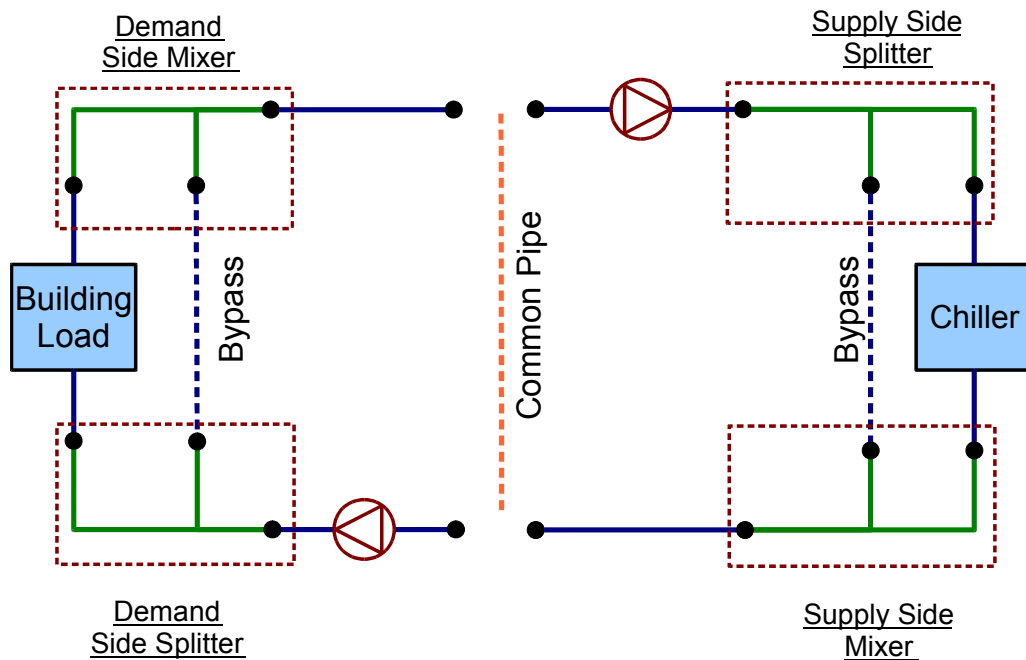 Demand
Side Mixer
Supply Side
Splitter
Building
Load
Bypass
Common Pipe
Bypass
Chiller
Demand
Side Splitter
Supply Side
Mixer